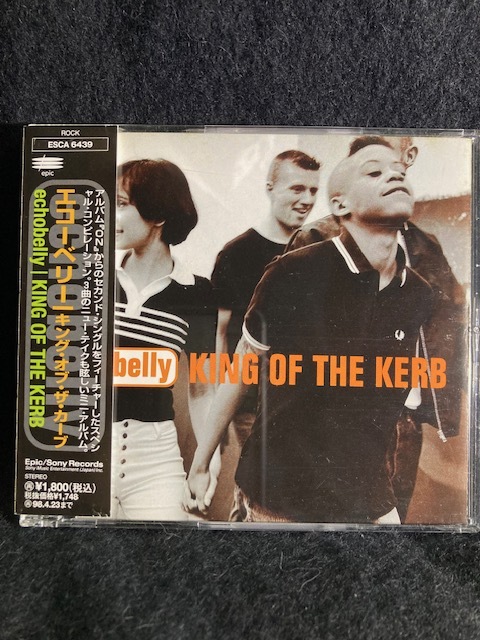 ROCK
ESCA 6439
epic
エコーベリー | キング・オブ・ザ・カーブ
echobelly | KING OF THE KERB
アルバム“ON”からのセカンド・シングルをフィーチャーしたスペシ
ャル・コンピレーション。3曲のニュー・テイクも眩しいミニ・アルバム。
Epic/Sony Records
Sony Music Entertainment (Japan) Inc.
STEREO
¥1,800(税込)
税抜価格¥1,748
98.4.23まで
belly KING OF THE KERB